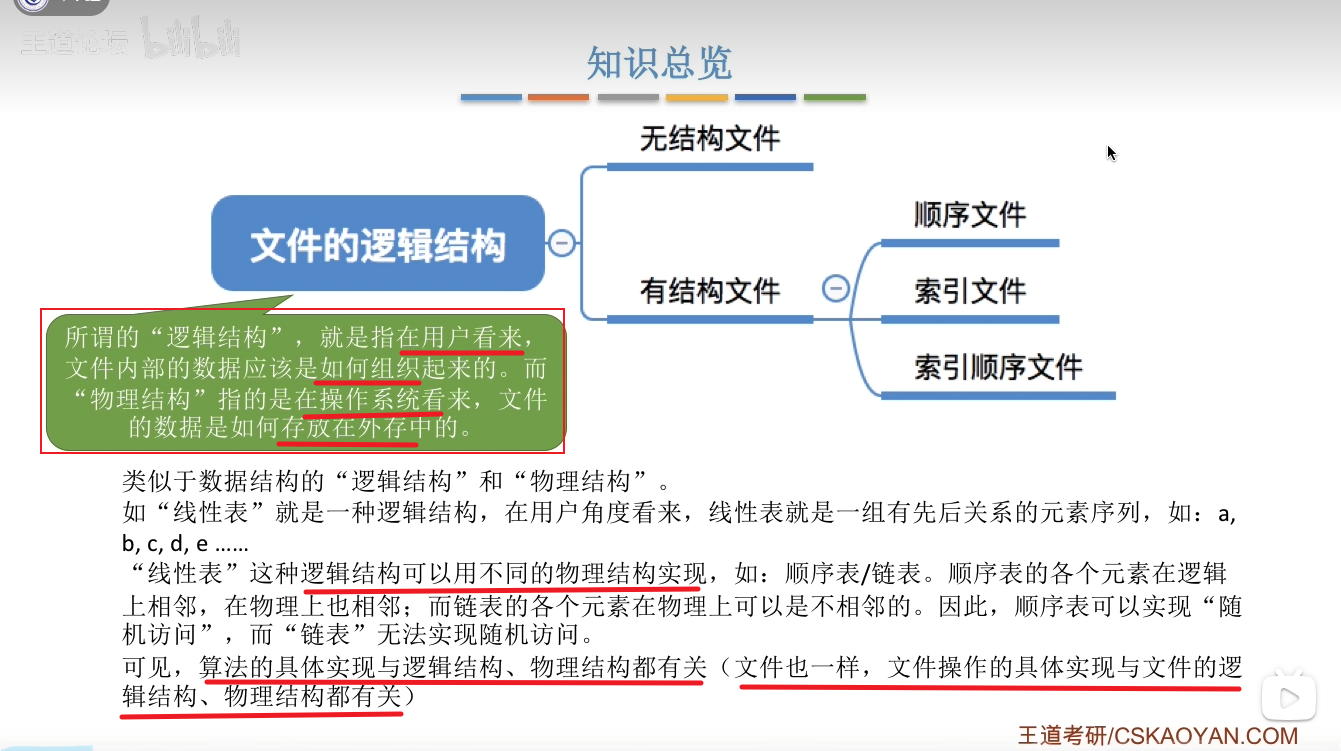 王道论坛 bilibili
知识总览
无结构文件
文件的逻辑结构
有结构文件
顺序文件
索引文件
索引顺序文件
所谓的“逻辑结构”，就是指在用户看来，
文件内部的数据应该是如何组织起来的。而
“物理结构”指的是在操作系统看来，文件
的数据是如何存放在外存中的。
类似于数据结构的“逻辑结构”和“物理结构”。
如“线性表”就是一种逻辑结构，在用户角度看来，线性表就是一组有先后关系的元素序列，如：a,
b, c, d, e ......
“线性表”这种逻辑结构可以用不同的物理结构实现，如：顺序表/链表。顺序表的各个元素在逻辑
上相邻，在物理上也相邻；而链表的各个元素在物理上可以是不相邻的。因此，顺序表可以实现“随
机访问”，而“链表”无法实现随机访问。
可见，算法的具体实现与逻辑结构、物理结构都有关（文件也一样，文件操作的具体实现与文件的逻
辑结构、物理结构都有关）
王道考研/CSKAOYAN.COM